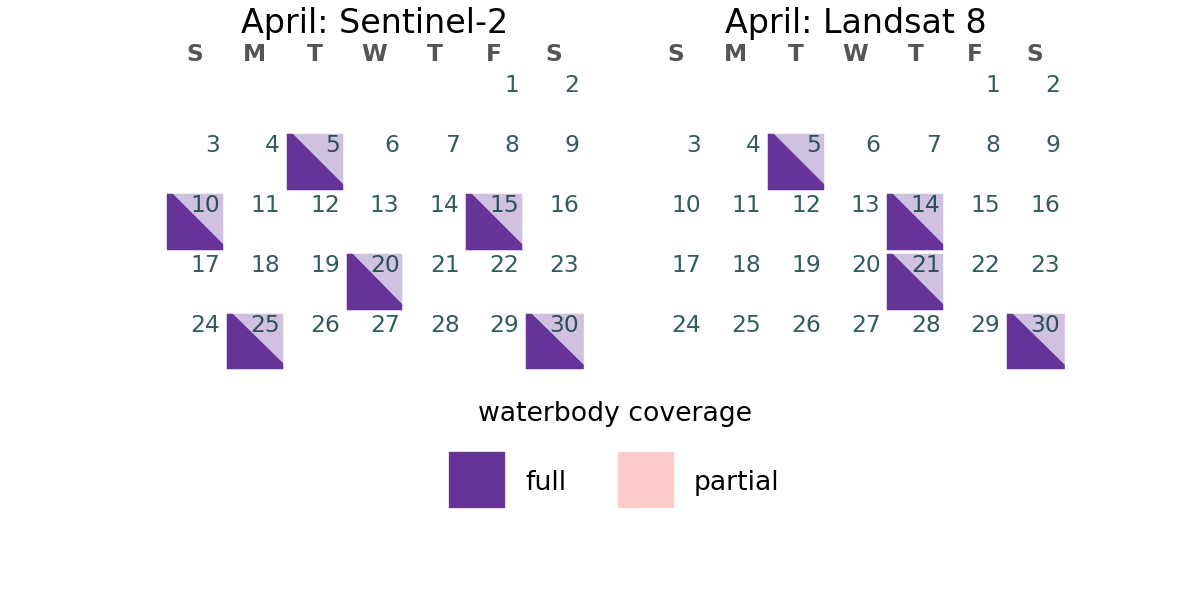 April: Sentinel-2
S M T W T F S
1 2
3 4 5 6 7 8 9
10 11 12 13 14 15 16
17 18 19 20 21 22 23
24 25 26 27 28 29 30
April: Landsat 8
S M T W T F S
1 2
3 4 5 6 7 8 9
10 11 12 13 14 15 16
17 18 19 20 21 22 23
24 25 26 27 28 29 30
waterbody coverage
full
partial